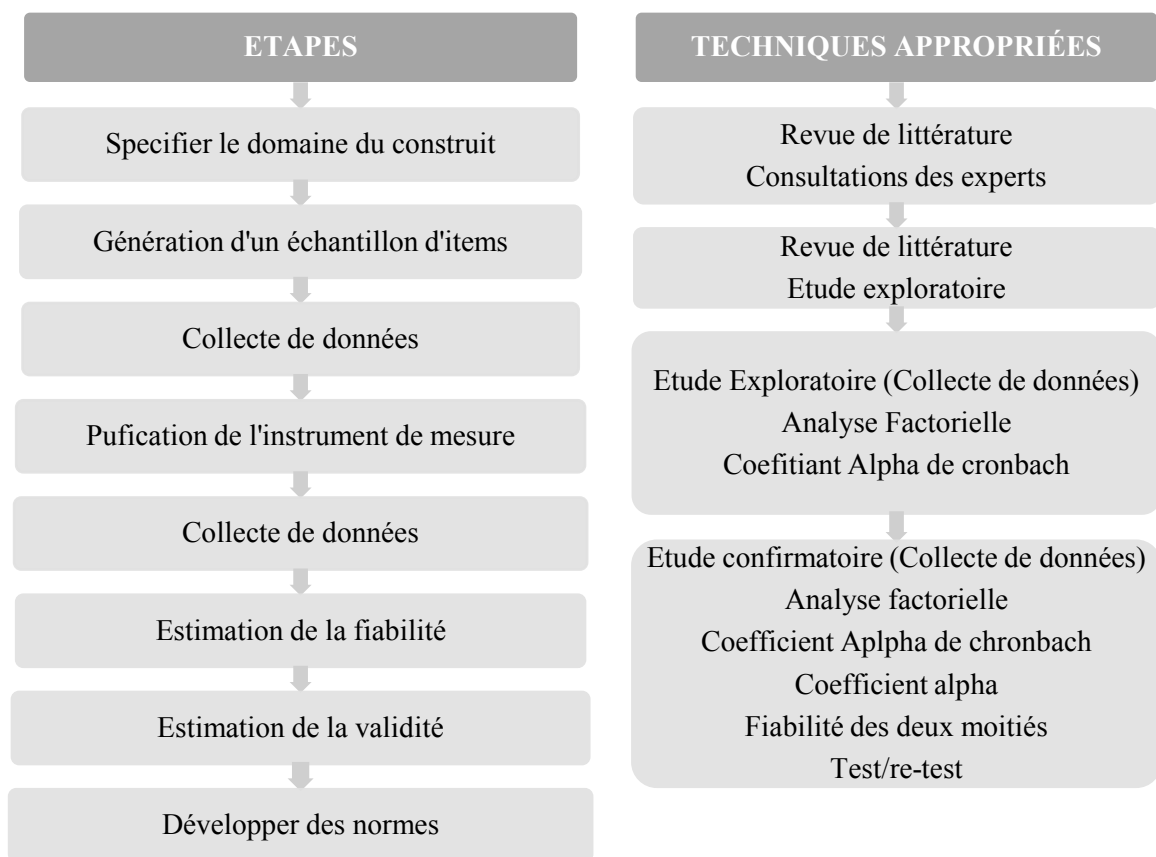 ETAPES
Specifier le domaine du construit
Génération d'un échantillon d'items
Collecte de données
Pufication de l'instrument de mesure
Collecte de données
Estimation de la fiabilité
Estimation de la validité
Développer des normes
TECHNIQUES APPROPRIÉES
Revue de littérature
Consultations des experts
Revue de littérature
Etude exploratoire
Etude Exploratoire (Collecte de données)
Analyse Factorielle
Coefitiant Alpha de cronbach
Etude confirmatoire (Collecte de données)
Analyse factorielle
Coefficient Aplpha de chronbach
Coefficient alpha
Fiabilité des deux moitiés
Test/re-test